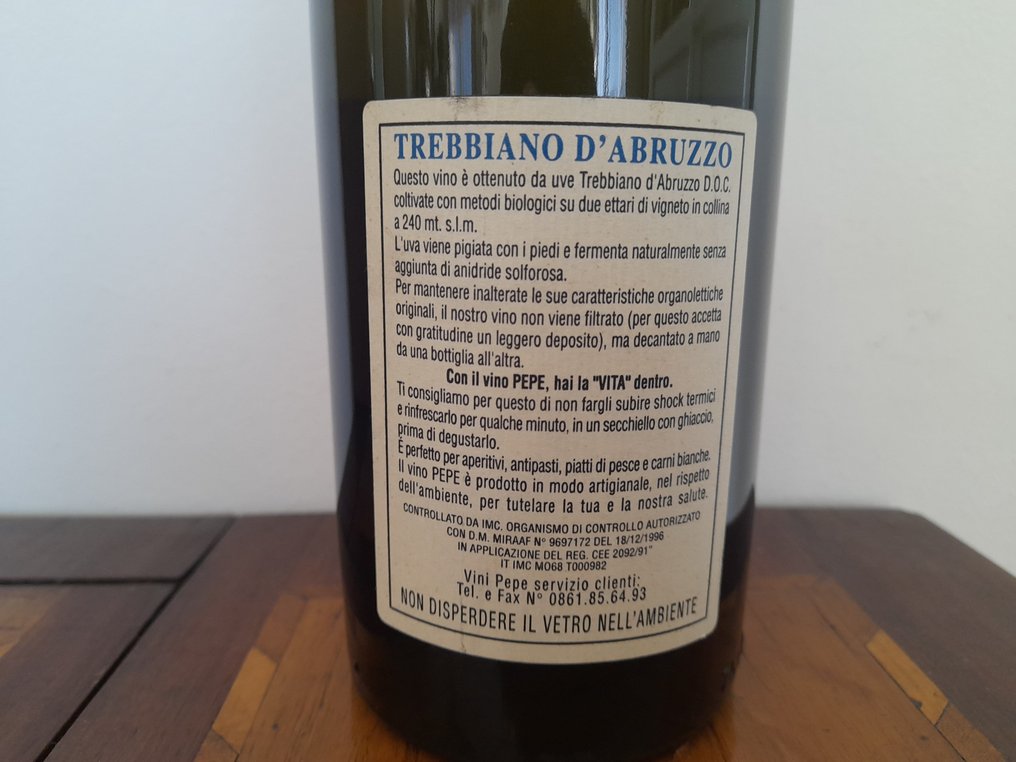 TREBBIANO D'ABRUZZO
Questo vino è ottenuto da uve Trebbiano d'Abruzzo D.O.C.
coltivate con metodi biologici su due ettari di vigneto in collina
a 240 mt. s.l.m.
L'uva viene pigiata con i piedi e fermenta naturalmente senza
aggiunta di anidride solforosa.
Per mantenere inalterate le sue caratteristiche organolettiche
originali, il nostro vino non viene filtrato (per questo accetta
con gratitudine un leggero deposito), ma decantato a mano
da una bottiglia all'altra.
Con il vino PEPE, hai la "VITA" dentro.
Ti consigliamo per questo di non fargli subire shock termici
e rinfrescarlo per qualche minuto, in un secchiello con ghiaccio,
prima di degustarlo.
È perfetto per aperitivi, antipasti, piatti di pesce e carni bianche.
Il vino PEPE è prodotto in modo artigianale, nel rispetto
dell'ambiente, per tutelare la tua e la nostra salute.
CONTROLLATO DA IMC. ORGANISMO DI CONTROLLO AUTORIZZATO
CON D.M. MIRAAF N° 9697172 DEL 18/12/1996
IN APPLICAZIONE DEL REG. CEE 2092/91"
IT IMC MO68 T000982
Vini Pepe servizio clienti:
Tel. e Fax N° 0861.85.64.93
NON DISPERDERE IL VETRO NELL'AMBIENTE